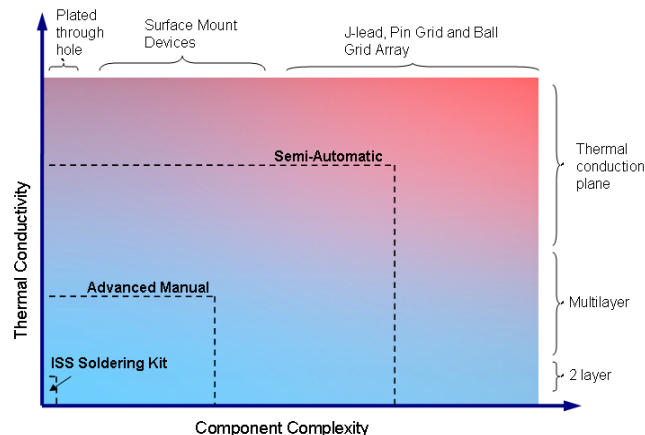 Plated
through
hole
Surface Mount
Devices
J-lead, Pin Grid and Ball
Grid Array
Semi-Automatic
Thermal
conduction
plane
Thermal Conductivity
Advanced Manual
Multilayer
ISS Soldering Kit
2 layer
Component Complexity